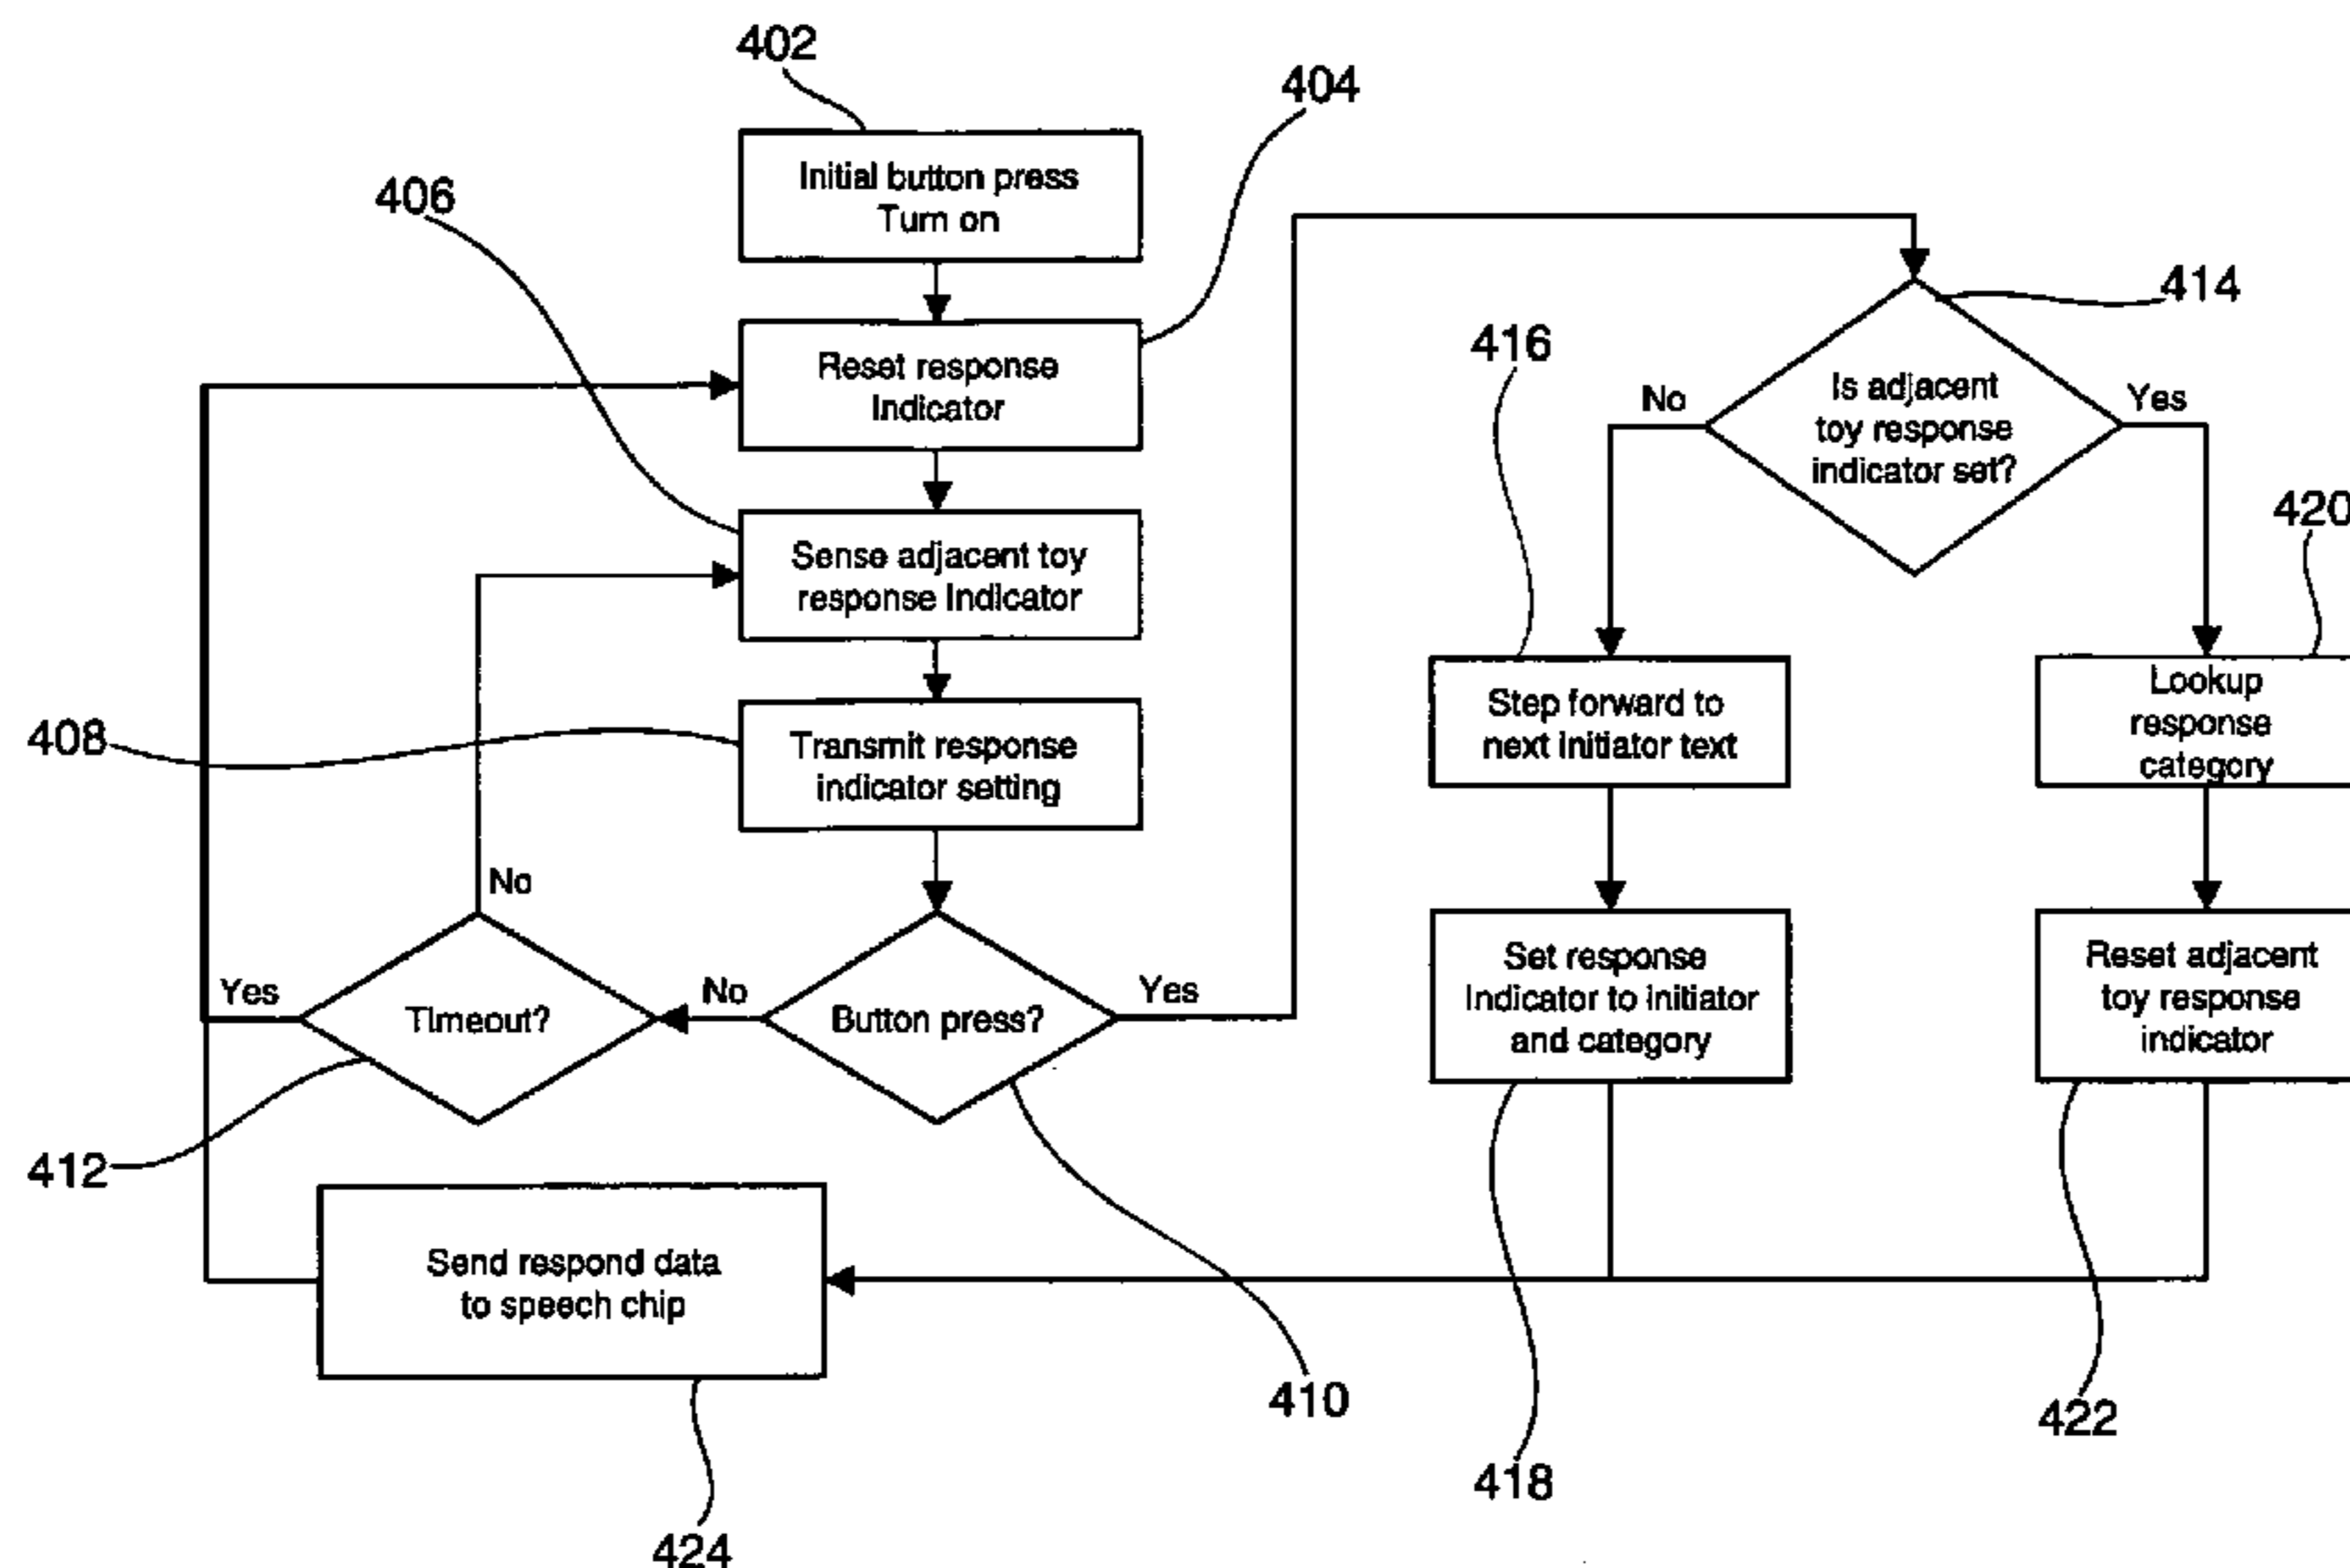 402
404
Initial button press
Turn on
406
Reset response
Indicator
414
416
Is adjacent
toy response
indicator set?
No
Yes
420
Sense adjacent toy
response Indicator
408
Transmit response
indicator setting
Step forward to
next initiator text
Lookup
response
category
No
Yes
Timeout?
No
Button press?
Yes
Set response
Indicator to initiator
and category
Reset adjacent
toy response
indicator
412
Send respond data
to speech chip
410
422
418
424